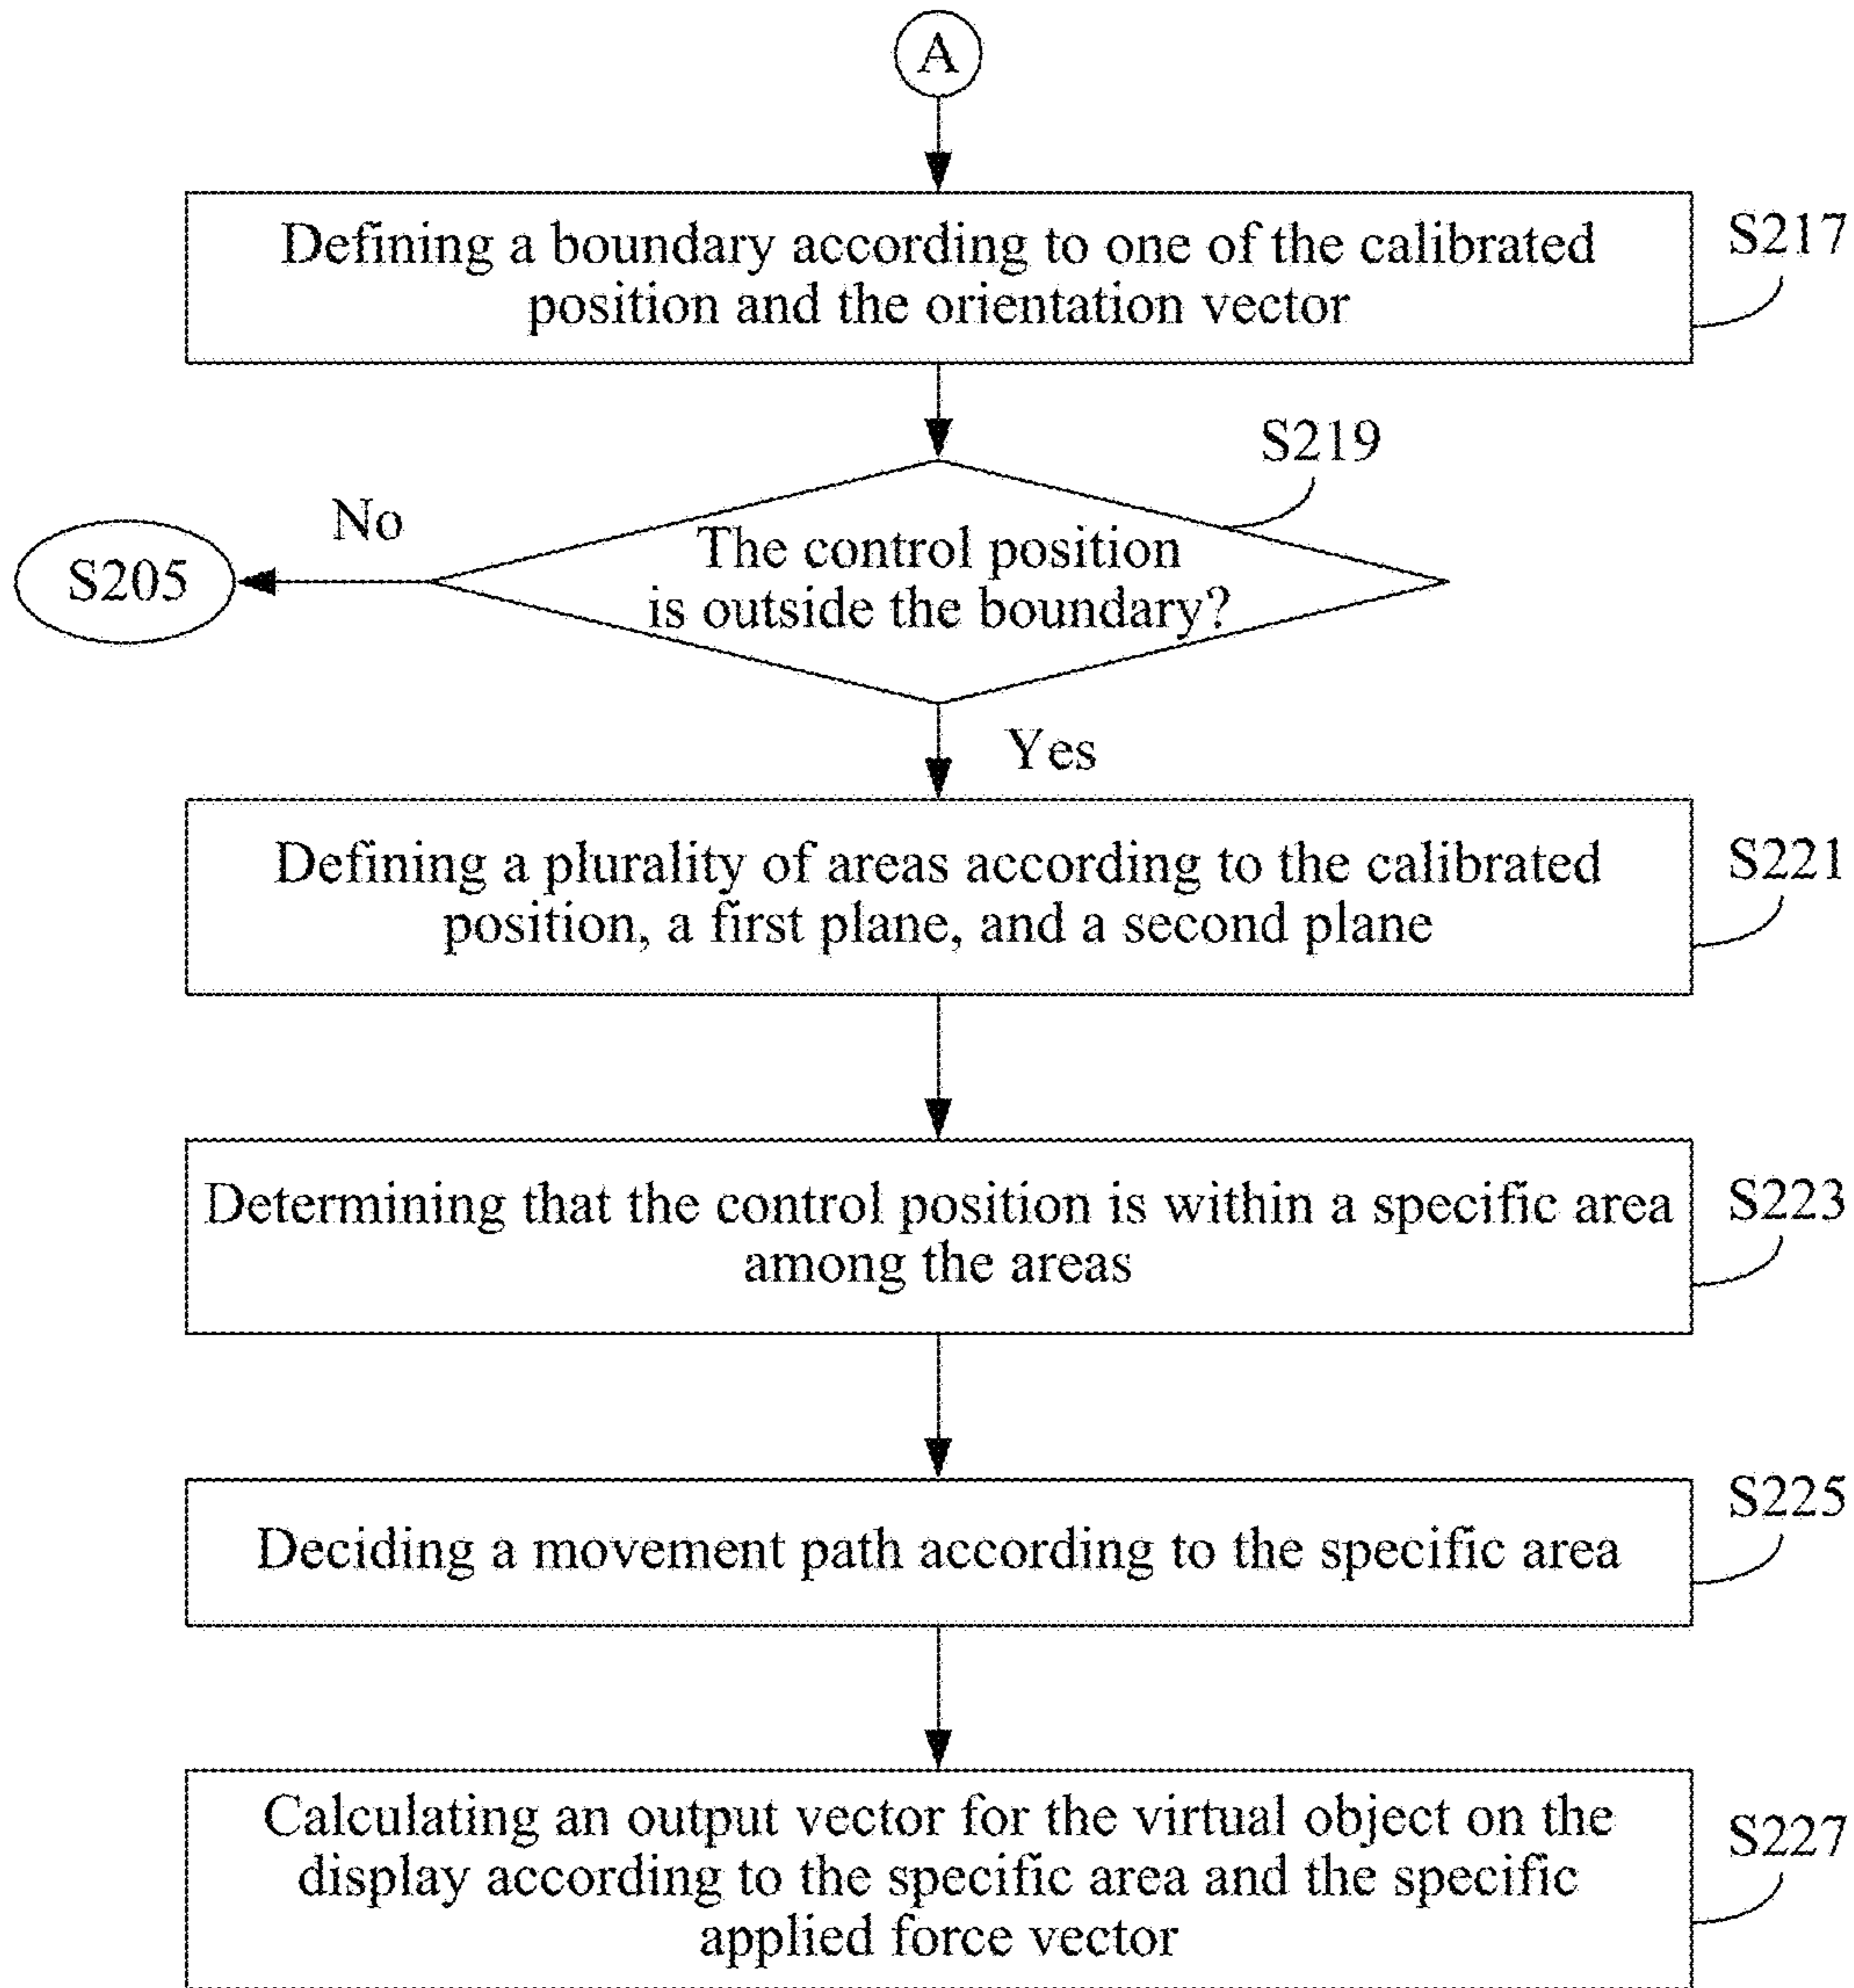 A
Defining a boundary according to one of the calibrated
position and the orientation vector
S217
S219
No
The control position
is outside the boundary?
S205
Yes
Defining a plurality of areas according to the calibrated
position, a first plane, and a second plane
S221
Determining that the control position is within a specific area
among the areas
S223
Deciding a movement path according to the specific area
S225
Calculating an output vector for the virtual object on the
display according to the specific area and the specific
applied force vector
S227